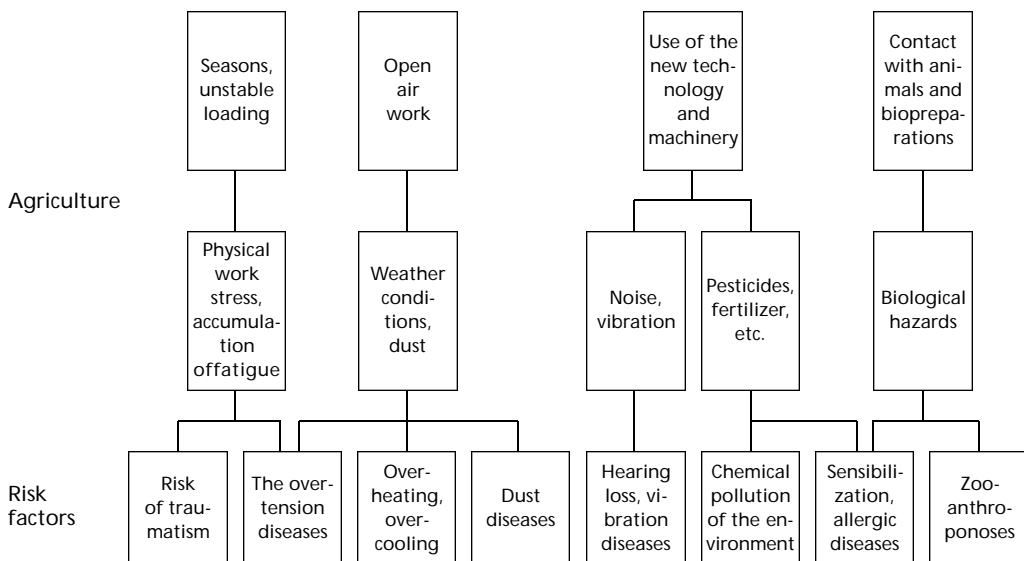 Seasons,
unstable
loading
Open
air
work
Use of the
new tech-
nology
and
machinery
Contact
with ani-
mals and
bioprepa-
rations
Agriculture
Physical
work
stress,
accumula-
tion
offatigue
Weather
condi-
tions,
dust
Noise,
vibration
Pesticides,
fertilizer,
etc.
Biological
hazards
Risk
factors
Risk
of trau-
matism
The over-
tension
diseases
Over-
heating,
over-
cooling
Dust
diseases
Hearing
loss, vi-
bration
diseases
Chemical
pollution
of the en-
vironment
Sensibili-
zation,
allergic
diseases
Zoo-
anthro-
ponoses